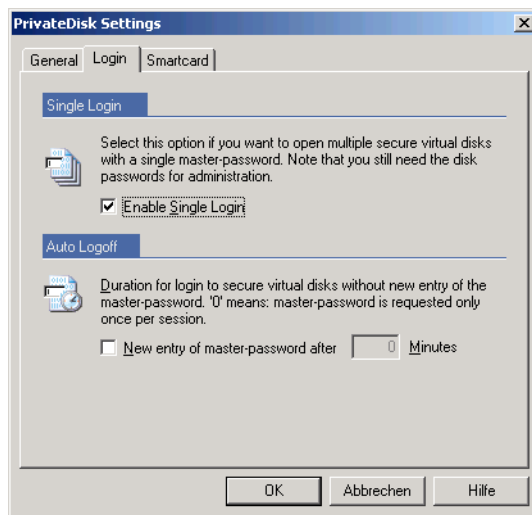 PrivateDisk Settings
General Login Smartcard
Single Login
Select this option if you want to open multiple secure virtual disks
with a single master-password. Note that you still need the disk
passwords for administration.
Enable Single Login
Auto Logoff
Duration for login to secure virtual disks without new entry of the
master-password. '0' means: master-password is requested only
once per session.
New entry of master-password after 0 Minutes
OK Abbrechen Hilfe